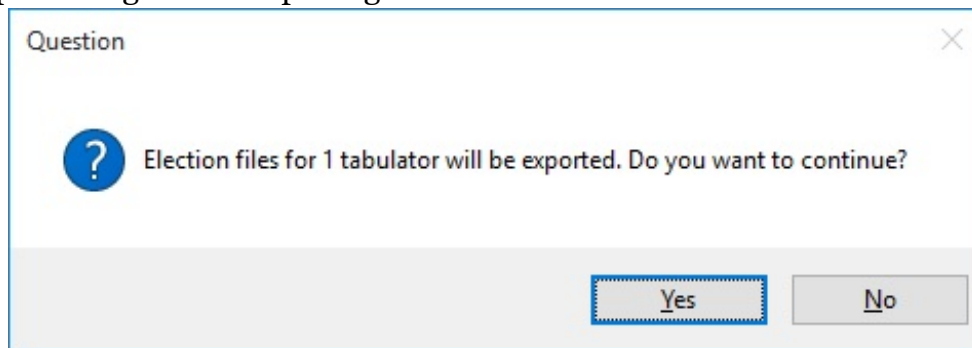 Question
?
Election files for 1 tabulator will be exported. Do you want to continue?
Yes
No